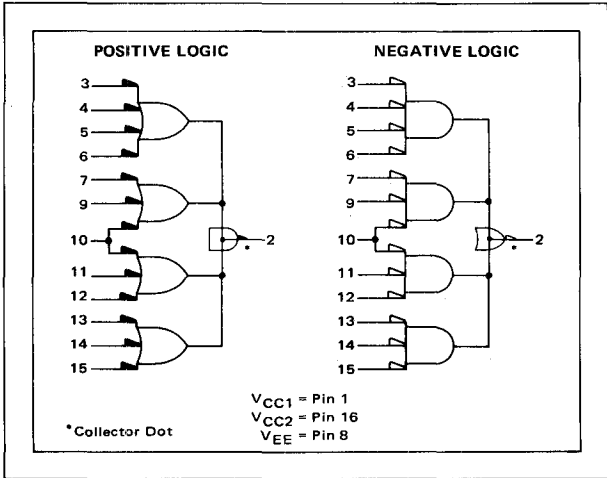 POSITIVE LOGIC NEGATIVE LOGIC
3 3
4 4
5 5
6 6
7 7
9 9
10 2 10 2
* *
11 11
12 12
13 13
14 14
15 15
VCC1 = Pin 1
VCC2 = Pin 16
*Collector Dot VEE = Pin 8